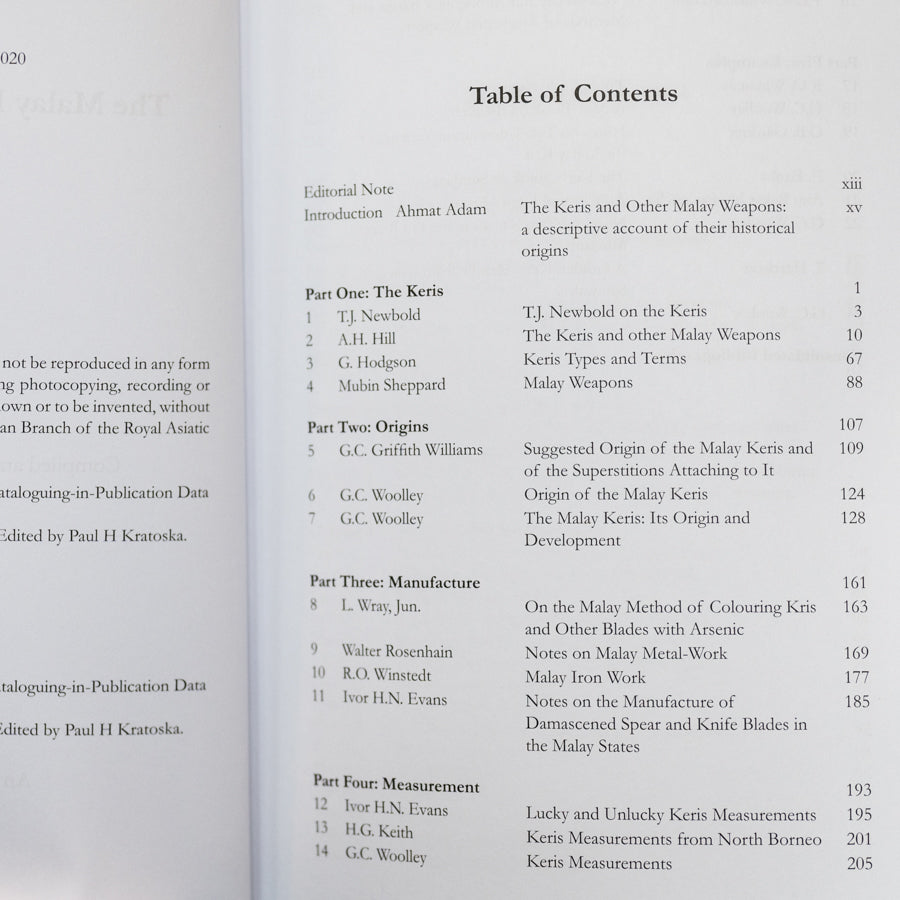 020
not be reproduced in any form
ng photocopying, recording or
own or to be invented, without
an Branch of the Royal Asiatic
ataloguing-in-Publication Data
Edited by Paul H Kratoska.
ataloguing-in-Publication Data
Edited by Paul H Kratoska.
Table of Contents
Editorial Note xiii
Introduction Ahmat Adam The Keris and Other Malay Weapons: xv
a descriptive account of their historical
origins
Part One: The Keris 1
1 T.J. Newbold T.J. Newbold on the Keris 3
2 A.H. Hill The Keris and other Malay Weapons 10
3 G. Hodgson Keris Types and Terms 67
4 Mubin Sheppard Malay Weapons 88
Part Two: Origins 107
5 G.C. Griffith Williams Suggested Origin of the Malay Keris and 109
of the Superstitions Attaching to It
6 G.C. Woolley Origin of the Malay Keris 124
7 G.C. Woolley The Malay Keris: Its Origin and 128
Development
Part Three: Manufacture 161
8 L. Wray, Jun. On the Malay Method of Colouring Kris 163
and Other Blades with Arsenic
9 Walter Rosenhain Notes on Malay Metal-Work 169
10 R.O. Winstedt Malay Iron Work 177
11 Ivor H.N. Evans Notes on the Manufacture of 185
Damascened Spear and Knife Blades in
the Malay States
Part Four: Measurement 193
12 Ivor H.N. Evans Lucky and Unlucky Keris Measurements 195
13 H.G. Keith Keris Measurements from North Borneo 201
14 G.C. Woolley Keris Measurements 205